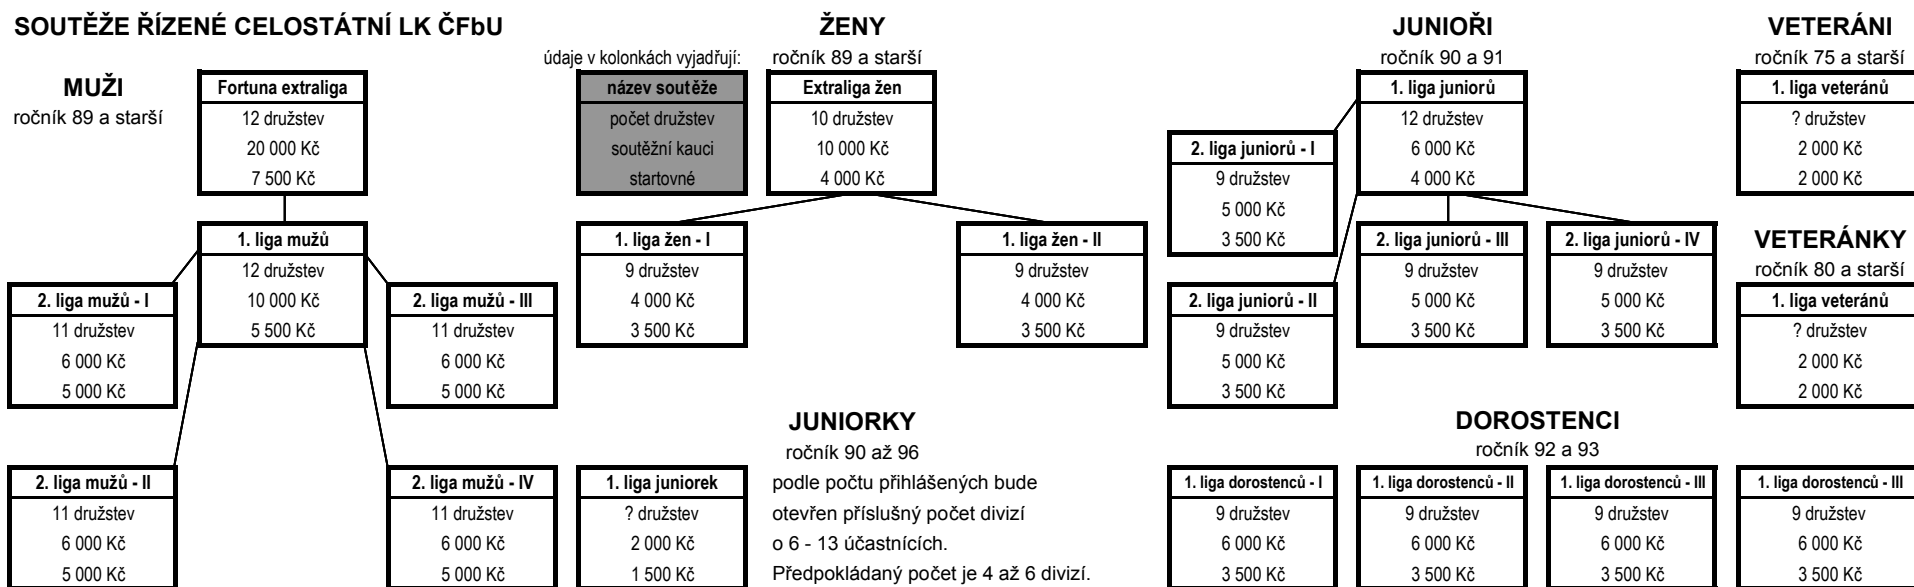 SOUTĚŽE ŘÍZENÉ CELOSTÁTNÍ LK ČFbU
MUŽI
ročník 89 a starší
Fortuna extraliga
12 družstev
20 000 Kč
7 500 Kč
1. liga mužů
12 družstev
10 000 Kč
5 500 Kč
2. liga mužů - I
11 družstev
6 000 Kč
5 000 Kč
2. liga mužů - III
11 družstev
6 000 Kč
5 000 Kč
2. liga mužů - II
11 družstev
6 000 Kč
5 000 Kč
2. liga mužů - IV
11 družstev
6 000 Kč
5 000 Kč
údaje v kolonkách vyjadřují:
název soutěže
počet družstev
soutěžní kauci
startovné
ŽENY
ročník 89 a starší
Extraliga žen
10 družstev
10 000 Kč
4 000 Kč
1. liga žen - I
9 družstev
4 000 Kč
3 500 Kč
1. liga žen - II
9 družstev
4 000 Kč
3 500 Kč
JUNIORKY
ročník 90 až 96
1. liga juniorek
? družstev
2 000 Kč
1 500 Kč
podle počtu přihlášených bude
otevřen příslušný počet divizí
o 6 - 13 účastnících.
Předpokládaný počet je 4 až 6 divizí.
JUNIOŘI
ročník 90 a 91
1. liga juniorů
12 družstev
6 000 Kč
4 000 Kč
2. liga juniorů - I
9 družstev
5 000 Kč
3 500 Kč
2. liga juniorů - II
9 družstev
5 000 Kč
3 500 Kč
2. liga juniorů - III
9 družstev
5 000 Kč
3 500 Kč
2. liga juniorů - IV
9 družstev
5 000 Kč
3 500 Kč
VETERÁNI
ročník 75 a starší
1. liga veteránů
? družstev
2 000 Kč
2 000 Kč
VETERÁNKY
ročník 80 a starší
1. liga veteránů
? družstev
2 000 Kč
2 000 Kč
DOROSTENCI
ročník 92 a 93
1. liga dorostenců - I
9 družstev
6 000 Kč
3 500 Kč
1. liga dorostenců - II
9 družstev
6 000 Kč
3 500 Kč
1. liga dorostenců - III
9 družstev
6 000 Kč
3 500 Kč
1. liga dorostenců - III
9 družstev
6 000 Kč
3 500 Kč